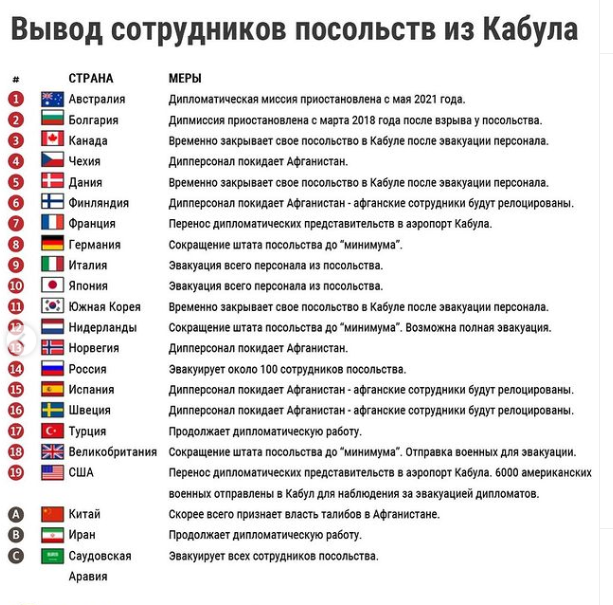 Вывод сотрудников посольств из Кабула
# СТРАНА МЕРЫ
1 Австралия Дипломатическая миссия приостановлена с мая 2021 года.
2 Болгария Дипмиссия приостановлена с марта 2018 года после взрыва у посольства.
3 Канада Временно закрывает свое посольство в Кабуле после эвакуации персонала.
4 Чехия Дипперсонал покидает Афганистан.
5 Дания Временно закрывает свое посольство в Кабуле после эвакуации персонала.
6 Финляндия Дипперсонал покидает Афганистан - афганские сотрудники будут релоцированы.
7 Франция Перенос дипломатических представительств в аэропорт Кабула.
8 Германия Сокращение штата посольства до “минимума”.
9 Италия Эвакуация всего персонала из посольства.
10 Япония Эвакуация всего персонала из посольства.
11 Южная Корея Временно закрывает свое посольство в Кабуле после эвакуации персонала.
12 Нидерланды Сокращение штата посольства до “минимума”. Возможна полная эвакуация.
13 Норвегия Дипперсонал покидает Афганистан.
14 Россия Эвакуирует около 100 сотрудников посольства.
15 Испания Дипперсонал покидает Афганистан - афганские сотрудники будут релоцированы.
16 Швеция Дипперсонал покидает Афганистан - афганские сотрудники будут релоцированы.
17 Турция Продолжает дипломатическую работу.
18 Великобритания Сокращение штата посольства до “минимума”. Отправка военных для эвакуации.
19 США Перенос дипломатических представительств в аэропорт Кабула. 6000 американских
военных отправлены в Кабул для наблюдения за эвакуацией дипломатов.
A Китай Скорее всего признает власть талибов в Афганистане.
B Иран Продолжает дипломатическую работу.
C Саудовская Эвакуирует всех сотрудников посольства.
Аравия